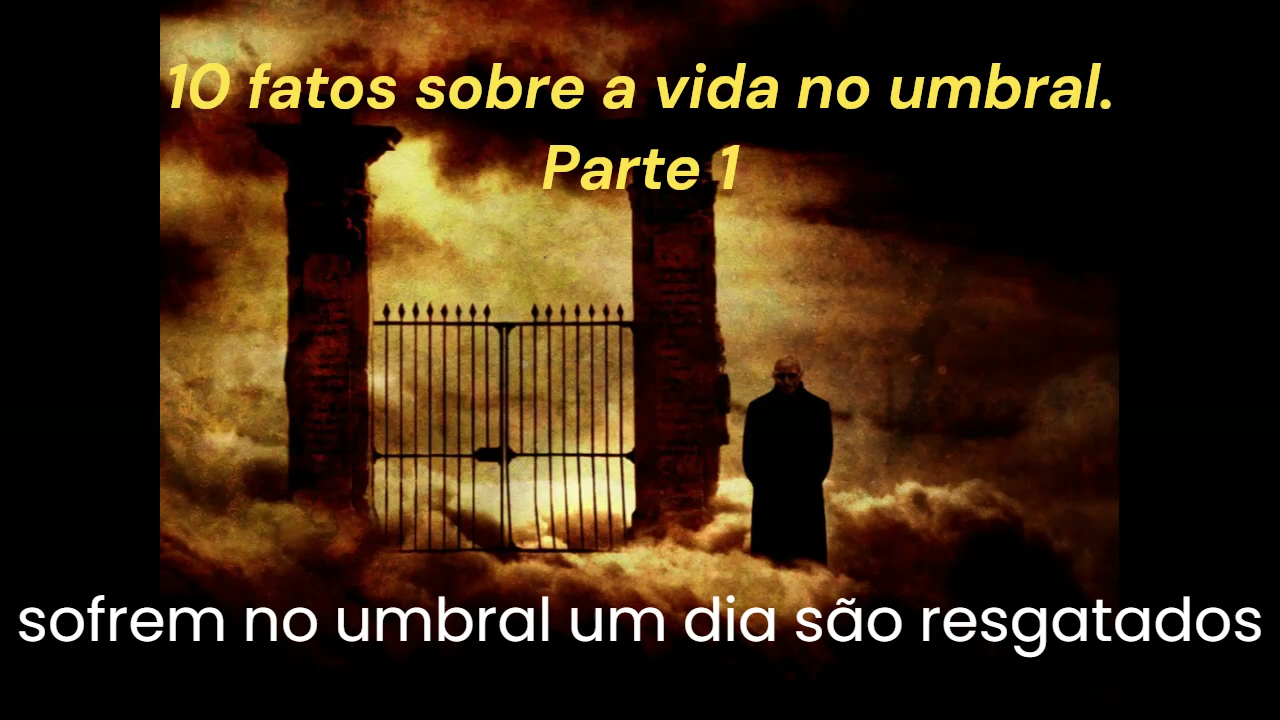 10 fatos sobre a vida no umbral.
Parte 1
sofrem no umbral um dia são resgatados